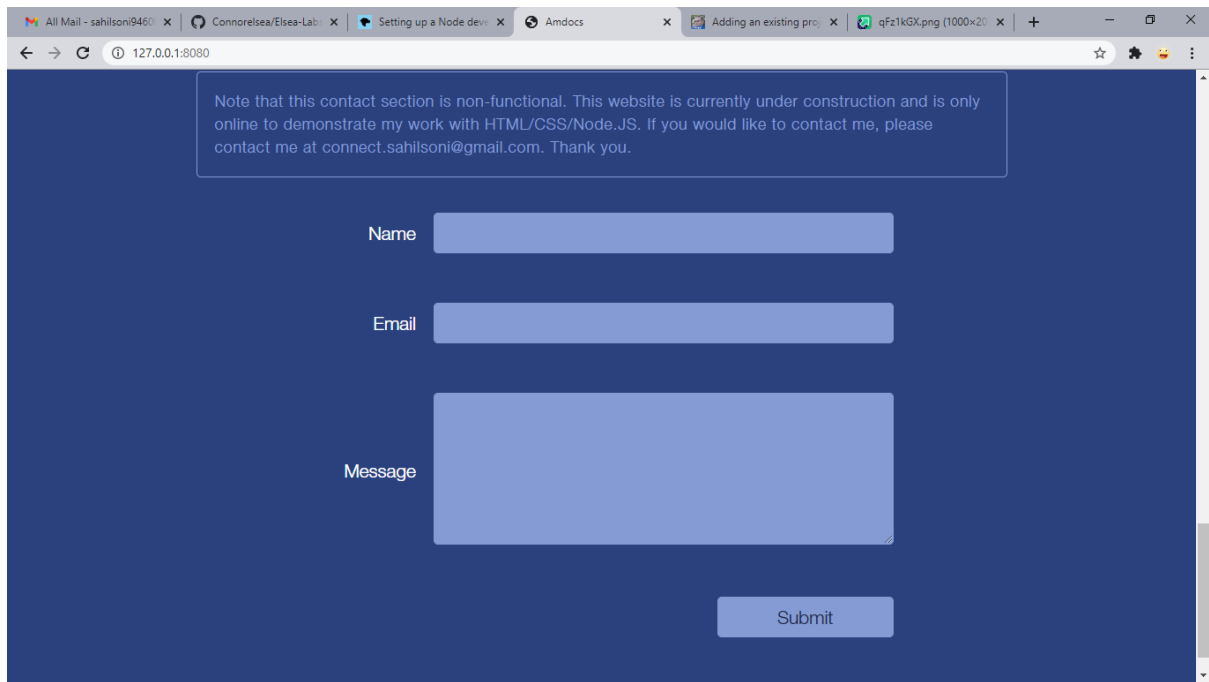 All Mail - sahilsoni9460
Connorelsea/Elsea-Labs
Setting up a Node deve
Amdocs
Adding an existing proj
qFz1kGX.png (1000×20
127.0.0.1:8080
Note that this contact section is non-functional. This website is currently under construction and is only
online to demonstrate my work with HTML/CSS/Node.JS. If you would like to contact me, please
contact me at connect.sahilsoni@gmail.com. Thank you.
Name
Email
Message
Submit